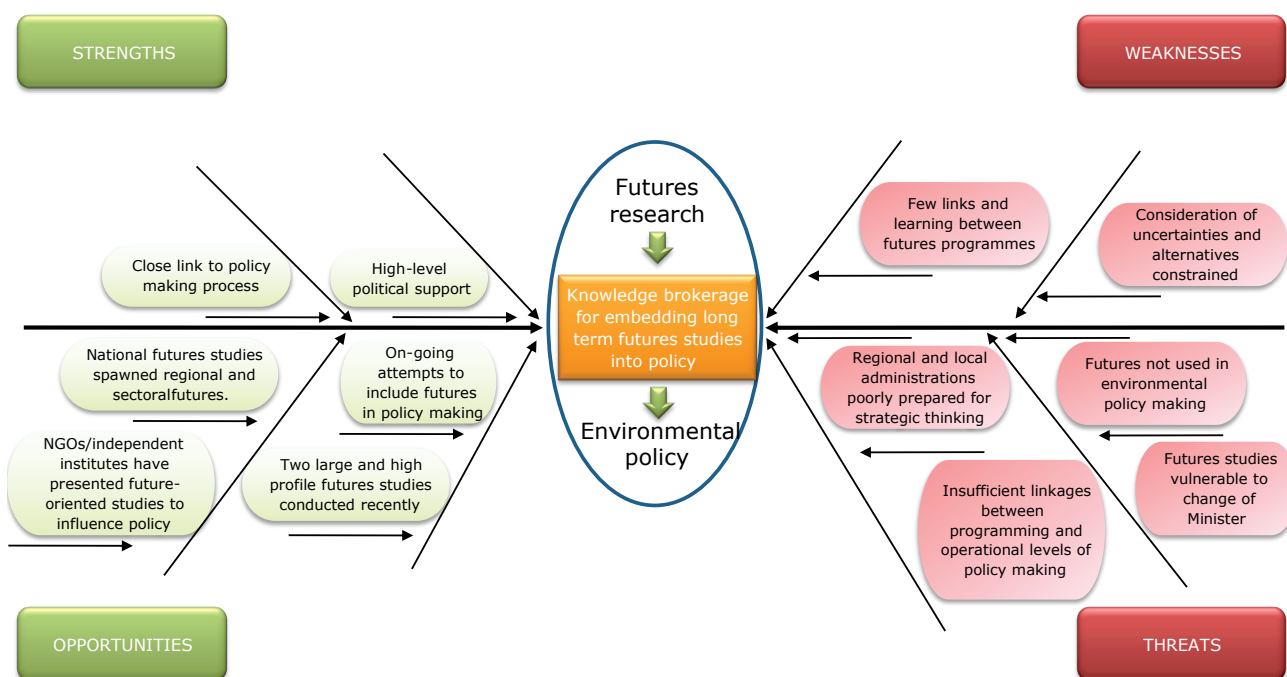 STRENGTHS
WEAKNESSES
Close link to policy
making process
High-level
political support
National futures studies
spawned regional and
sectoralfutures.
On-going
attempts to
include futures
in policy making
NGOs/independent
institutes have
presented future-
oriented studies to
influence policy
Two large and high
profile futures studies
conducted recently
Futures
research
Knowledge brokerage
for embedding long
term futures studies
into policy
Environmental
policy
Few links and
learning between
futures programmes
Consideration of
uncertainties and
alternatives
constrained
Regional and local
administrations
poorly prepared for
strategic thinking
Futures not used in
environmental
policy making
Insufficient linkages
between
programming and
operational levels of
policy making
Futures studies
vulnerable to
change of
Minister
OPPORTUNITIES
THREATS